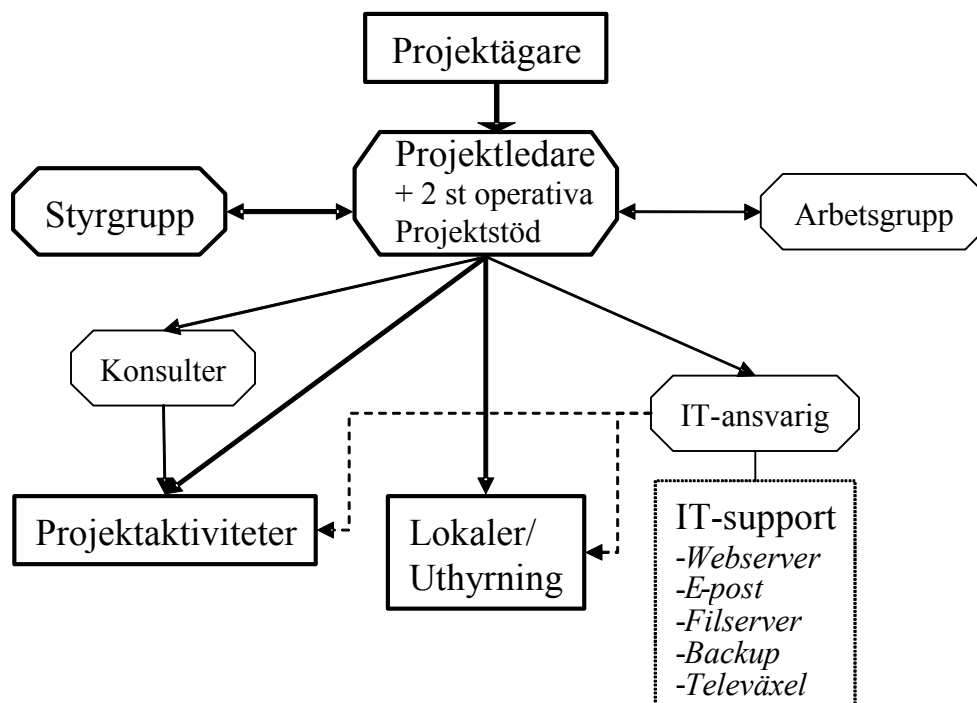 Projektägare
Projektledare
+ 2 st operativa
Projektstöd
Styrgrupp
Arbetsgrupp
Konsulter
IT-ansvarig
Projektaktiviteter
Lokaler/
Uthyrning
IT-support
-Webserver
-E-post
-Filserver
-Backup
-Televäxel